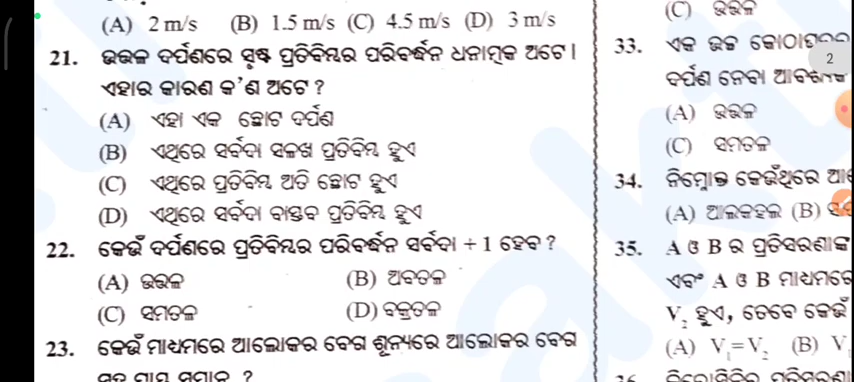 (A) 2 m/s (B) 1.5 m/s (C) 4.5 m/s (D) 3 m/s
21. ଉତ୍ତଳ ଦର୍ପଣରେ ସୃଷ୍ଟ ପ୍ରତିବିମ୍ବର ପରିବର୍ଦ୍ଧନ ଧନାତ୍ମକ ଅଟେ।
ଏହାର କାରଣ କ'ଣ ଅଟେ ?
(A) ଏହା ଏକ ଛୋଟ ଦର୍ପଣ
(B) ଏଥିରେ ସର୍ବଦା ସଳଖ ପ୍ରତିବିମ୍ବ ହୁଏ
(C) ଏଥିରେ ପ୍ରତିବିମ୍ବ ଅତି ଛୋଟ ହୁଏ
(D) ଏଥିରେ ସର୍ବଦା ବାସ୍ତବ ପ୍ରତିବିମ୍ବ ହୁଏ
22. କେଉଁ ଦର୍ପଣରେ ପ୍ରତିବିମ୍ବର ପରିବର୍ଦ୍ଧନ ସର୍ବଦା + 1 ହେବ ?
(A) ଉତ୍ତଳ (B) ଅବତଳ
(C) ସମତଳ (D) ବକ୍ରତଳ
23. କେଉଁ ମାଧ୍ୟମରେ ଆଲୋକର ବେଗ ଶୂନ୍ୟରେ ଆଲୋକର ବେଗ
(C) ଉତ୍ତଳ
33. ଏକ ଉଚ୍ଚ
2
ଦର୍ପଣ ନେବା
(A) ଉତ୍ତଳ
(C) ସମତଳ
34. ନିମ୍ନୋକ୍ତ କେଉଁଥିରେ
(A) (B)
35. A ଓ B ର
ଏବଂ A ଓ B
V₂ ହୁଏ, ତେବେ କେଉଁ
(A) V₁=V₂ (B) V
36